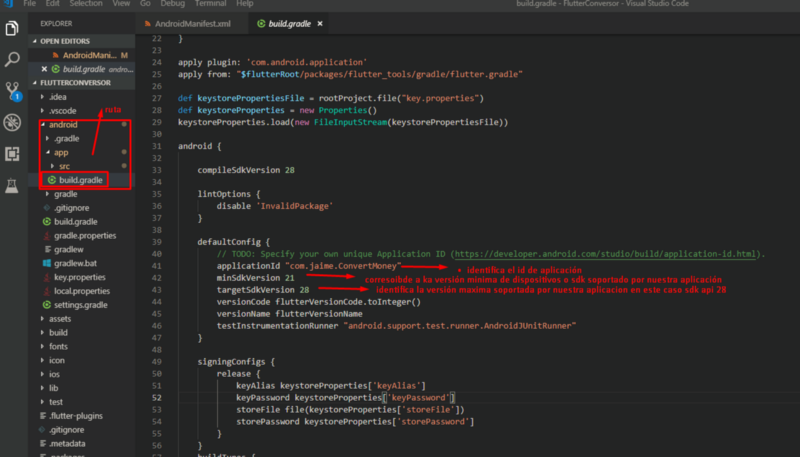 File Edit Selection View Go Debug Terminal Help
build.gradle - FlutterConversor - Visual Studio Code
EXPLORER
OPEN EDITORS
AndroidMani... M
build.gradle andro...
FLUTTERCONVERSOR
.idea
.vscode
android
.gradle
app
src
build.gradle
gradle
.gitignore
build.gradle
gradle.properties
gradlew
gradlew.bat
key.properties
local.properties
settings.gradle
assets
build
fonts
icon
ios
lib
test
.flutter-plugins
.gitignore
.metadata
ruta
1
AndroidManifest.xml
build.gradle
22 }
23
24 apply plugin: 'com.android.application'
25 apply from: "$flutterRoot/packages/flutter_tools/gradle/flutter.gradle"
26
27 def keystorePropertiesFile = rootProject.file("key.properties")
28 def keystoreProperties = new Properties()
29 keystoreProperties.load(new FileInputStream(keystorePropertiesFile))
30
31 android {
32
33 compileSdkVersion 28
34
35 lintOptions {
36 disable 'InvalidPackage'
37 }
38
39 defaultConfig {
40 // TODO: Specify your own unique Application ID (https://developer.android.com/studio/build/application-id.html).
41 applicationId "com.jaime.ConvertMoney" identifica el id de aplicación
42 minSdkVersion 21 corresoibde a ka versión minima de dispositivos o sdk soportado por nuestra aplicación
43 targetSdkVersion 28 identifica la versión maxima soportada por nuestra aplicacion en este caso sdk api 28
44 versionCode flutterVersionCode.toInteger()
45 versionName flutterVersionName
46 testInstrumentationRunner "android.support.test.runner.AndroidJUnitRunner"
47 }
48
49 signingConfigs {
50 release {
51 keyAlias keystoreProperties['keyAlias']
52 keyPassword keystoreProperties['keyPassword']
53 storeFile file(keystoreProperties['storeFile'])
54 storePassword keystoreProperties['storePassword']
55 }
56 }